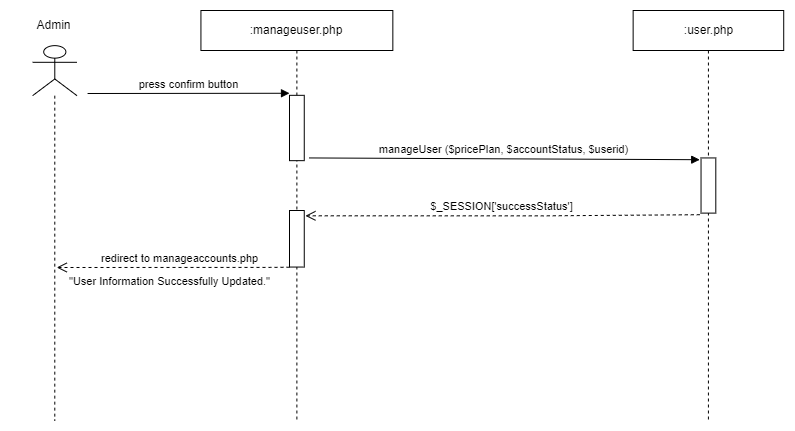 Admin
:manageuser.php
:user.php
press confirm button
manageUser ($pricePlan, $accountStatus, $userid)
$_SESSION['successStatus']
redirect to manageaccounts.php
"User Information Successfully Updated."